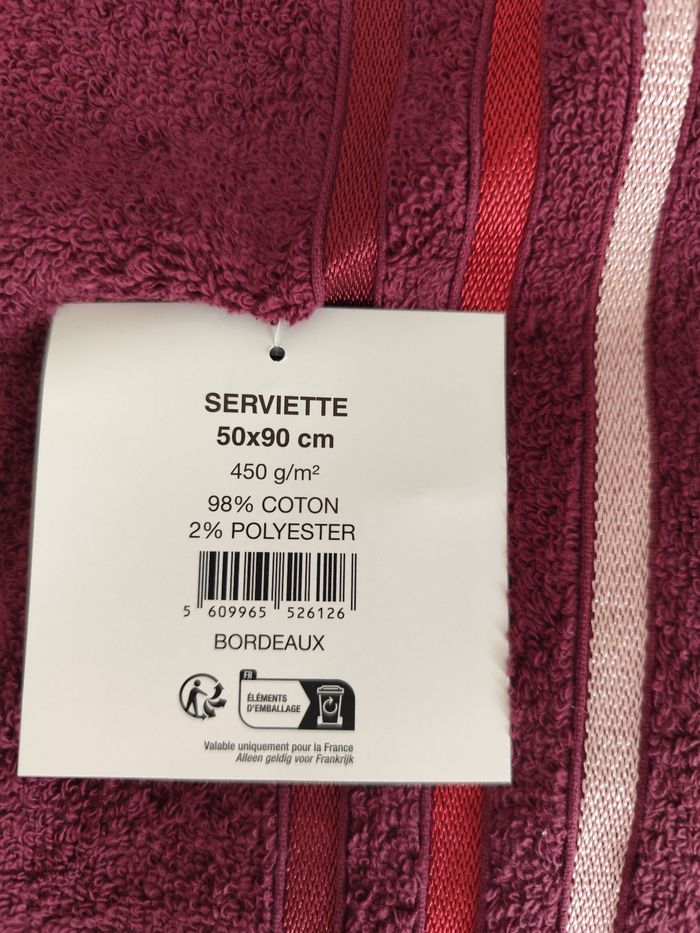 SERVIETTE
50x90 cm
450 g/m²
98% COTON
2% POLYESTER
5 609965 526126
BORDEAUX
FR
ÉLÉMENTS
D'EMBALLAGE
Valable uniquement pour la France
Alleen geldig voor Frankrijk